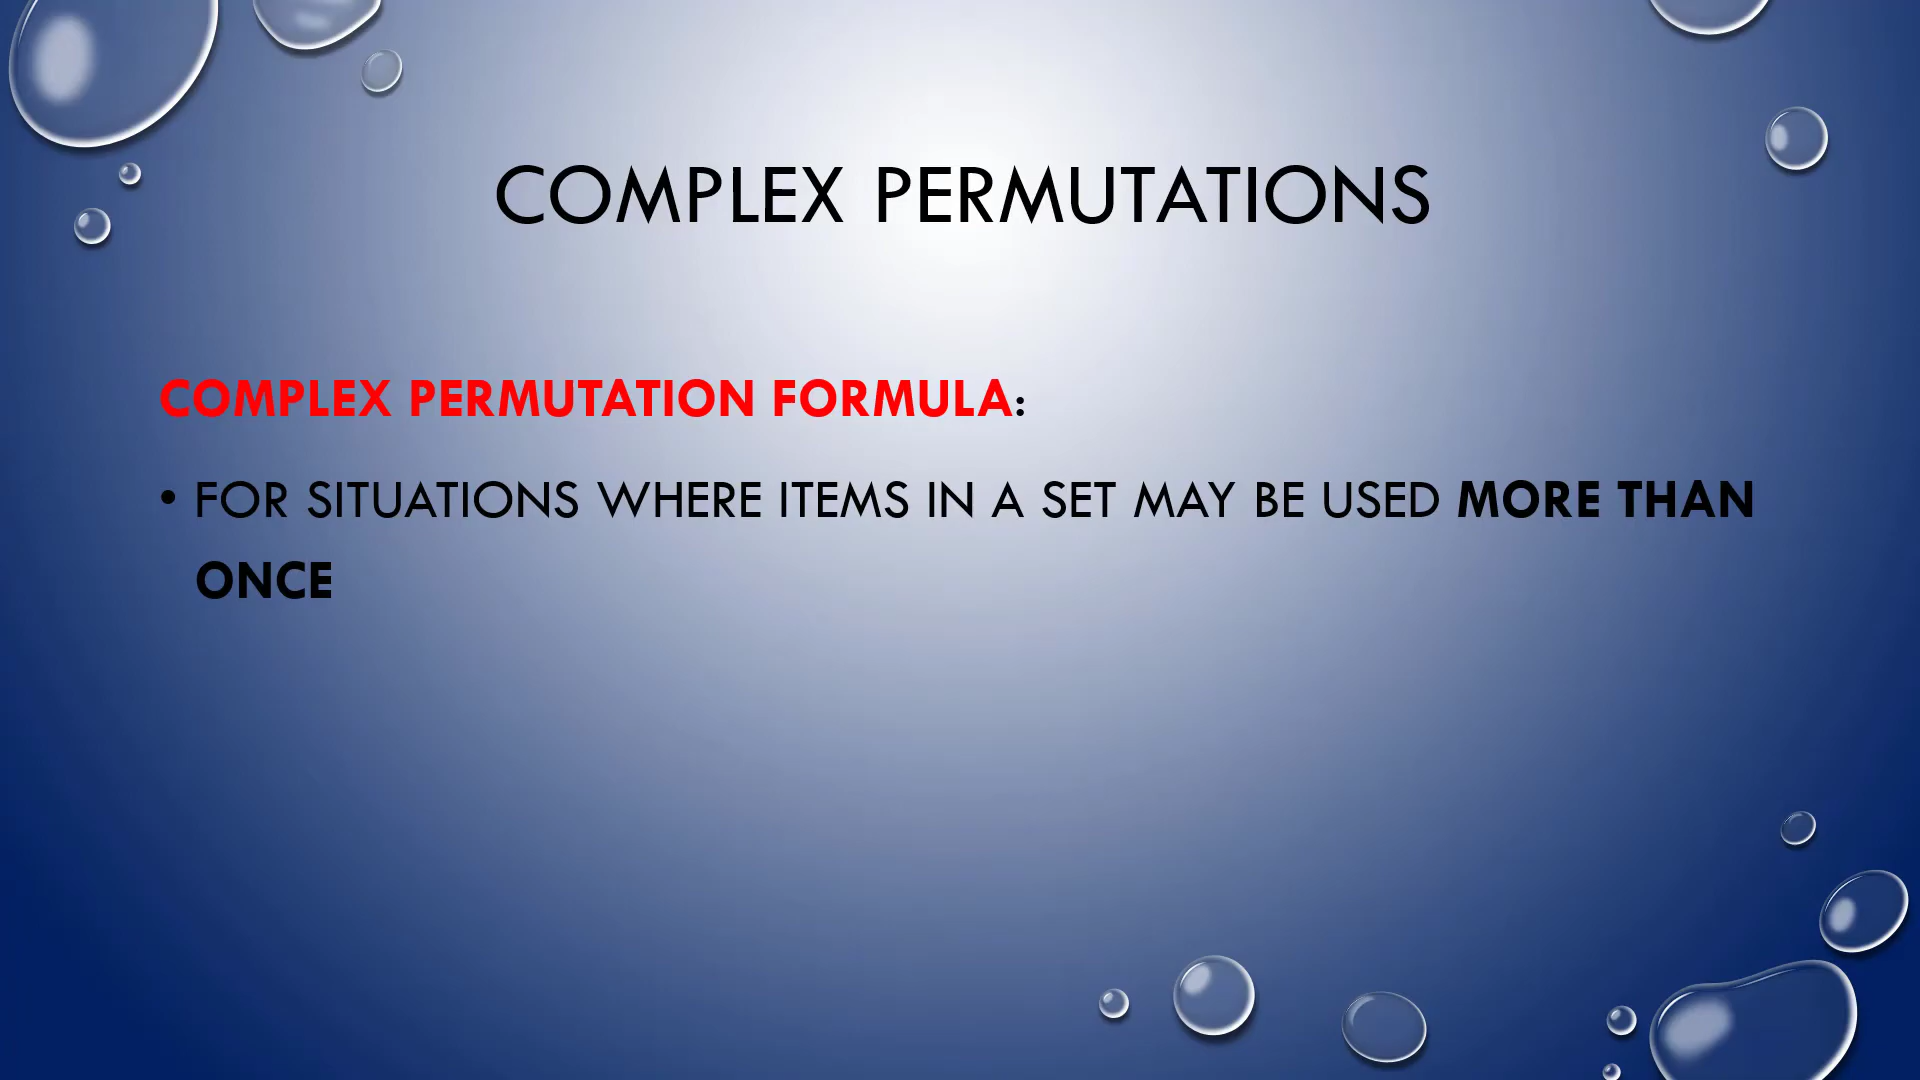 COMPLEX PERMUTATIONS
COMPLEX PERMUTATION FORMULA:
• FOR SITUATIONS WHERE ITEMS IN A SET MAY BE USED MORE THAN
ONCE